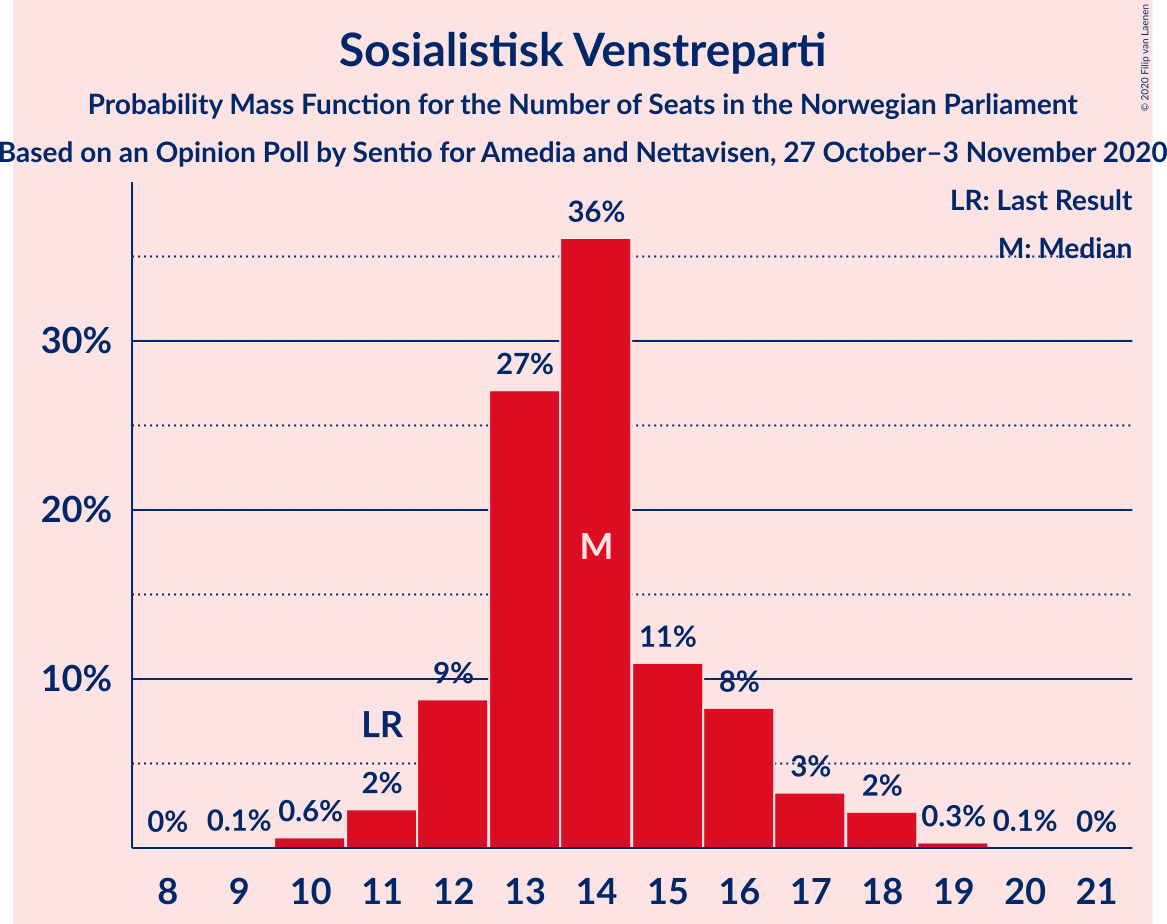 Sosialistisk Venstreparti
Probability Mass Function for the Number of Seats in the Norwegian Parliament
Based on an Opinion Poll by Sentio for Amedia and Nettavisen, 27 October–3 November 2020
© 2020 Filip van Laenen
LR: Last Result
M: Median
36%
30%
27%
20%
M
11%
10%
9%
8%
LR
3%
2%
2%
0%
0.1%
0.6%
0.3%
0.1%
0%
8 9 10 11 12 13 14 15 16 17 18 19 20 21